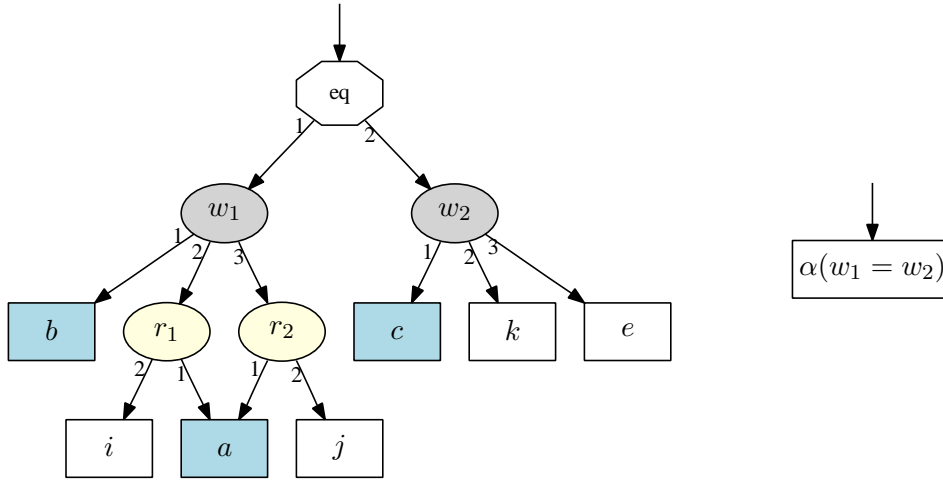 eq
1 2
w₁ w₂
1 2 3 1 2 3
b r₁ r₂ c k e
α(w₁ = w₂)
2 1 1 2
i a j